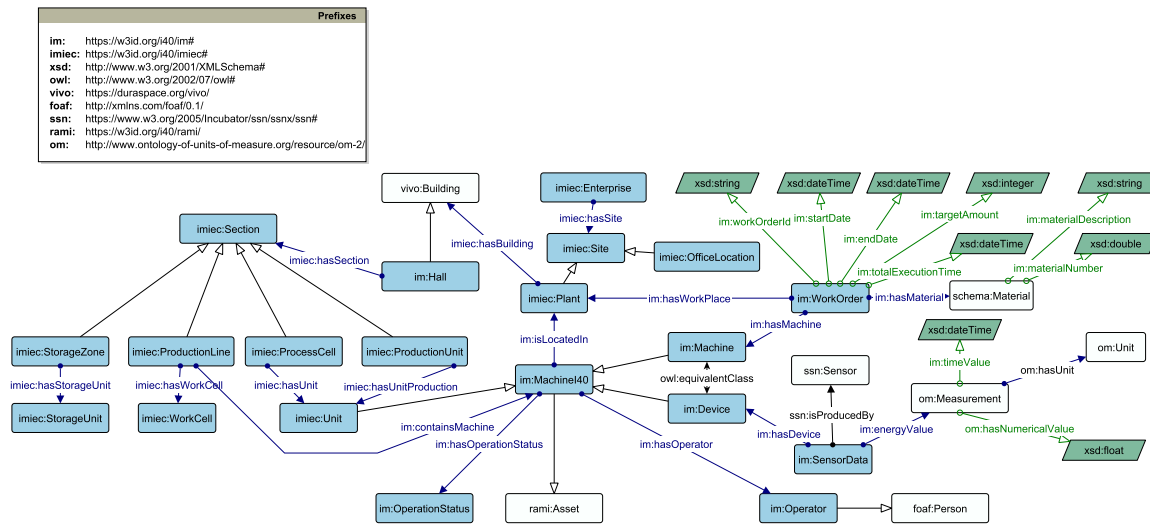 Prefixes
im: https://w3id.org/i40/im#
imiec: https://w3id.org/i40/imiec#
xsd: http://www.w3.org/2001/XMLSchema#
owl: http://www.w3.org/2002/07/owl#
vivo: https://duraspace.org/vivo/
foaf: http://xmlns.com/foaf/0.1/
ssn: https://www.w3.org/2005/Incubator/ssn/ssnx/ssn#
rami: https://w3id.org/i40/rami/
om: http://www.ontology-of-units-of-measure.org/resource/om-2/
vivo:Building
imiec:Enterprise
xsd:string
xsd:dateTime
xsd:dateTime
xsd:integer
xsd:string
imiec:hasSite
im:workOrderId
im:startDate
im:targetAmount
im:materialDescription
imiec:Section
imiec:hasBuilding
imiec:Site
im:endDate
xsd:dateTime
xsd:double
imiec:hasSection
imiec:OfficeLocation
im:Hall
im:totalExecutionTime
im:materialNumber
imiec:Plant
im:hasWorkPlace
im:WorkOrder
im:hasMaterial
schema:Material
im:hasMachine
xsd:dateTime
im:isLocatedIn
imiec:StorageZone
imiec:ProductionLine
imiec:ProcessCell
imiec:ProductionUnit
im:Machine
om:Unit
im:timeValue
ssn:Sensor
im:MachineI40
owl:equivalentClass
om:hasUnit
imiec:hasStorageUnit
imiec:hasWorkCell
imiec:hasUnit
imiec:hasUnitProduction
om:Measurement
im:Device
ssn:isProducedBy
imiec:StorageUnit
imiec:WorkCell
imiec:Unit
im:containsMachine
im:hasDevice
im:energyValue
om:hasNumericalValue
im:hasOperationStatus
im:hasOperator
xsd:float
im:SensorData
im:OperationStatus
rami:Asset
im:Operator
foaf:Person